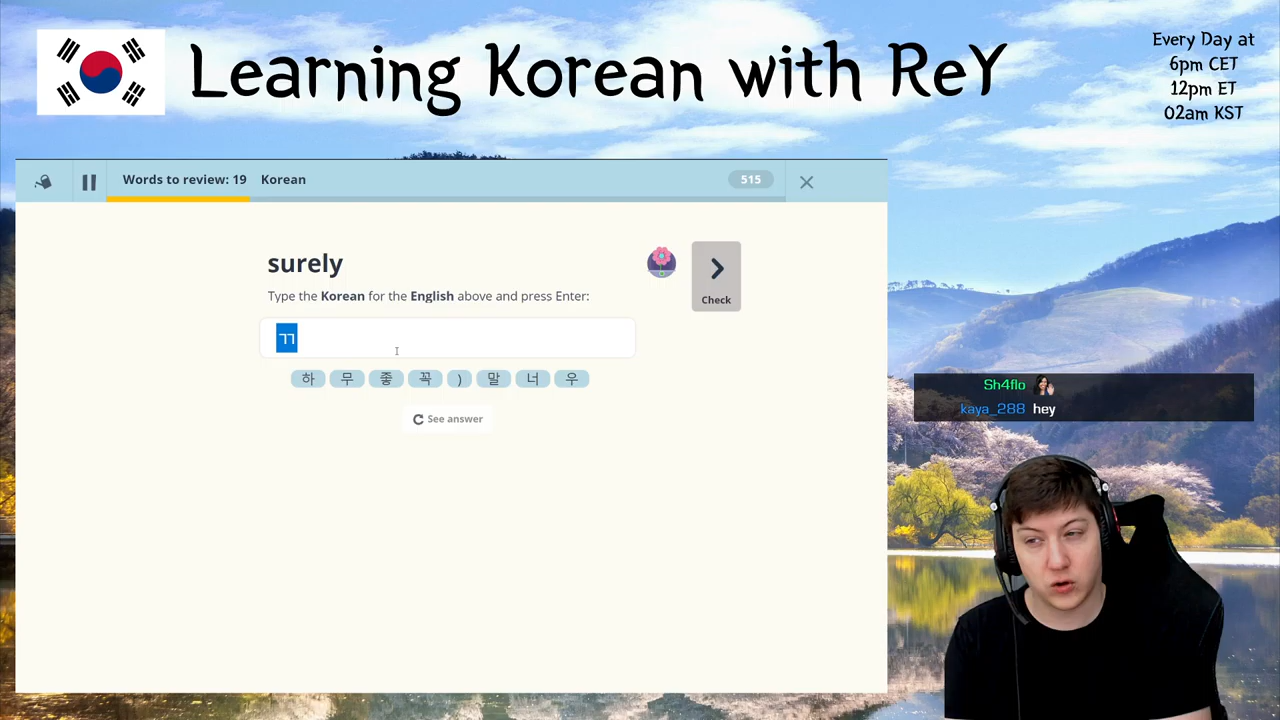 Learning Korean with ReY
Every Day at
6pm CET
12pm ET
02am KST
Words to review: 19 Korean
515
surely
Type the Korean for the English above and press Enter:
Check
ㄲ
하 무 좋 꼭 ) 말 너 우
See answer
Sh4flo
kaya_288 hey